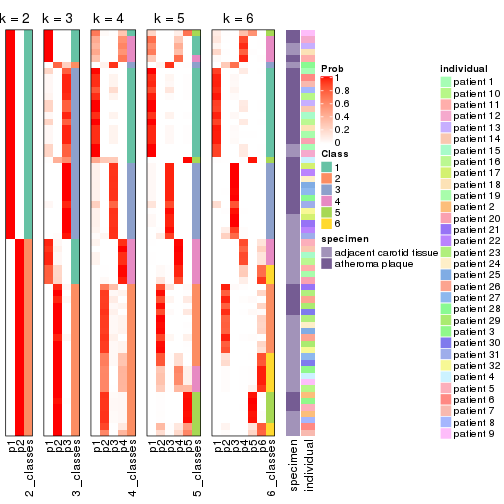 k = 2
k = 3
k = 4
k = 5
k = 6
p1
p2
2_classes
p1
p2
p3
3_classes
p1
p2
p3
p4
4_classes
p1
p2
p3
p4
p5
5_classes
p1
p2
p3
p4
p5
p6
6_classes
specimen
individual
Prob
1
0.8
0.6
0.4
0.2
0
Class
1
2
3
4
5
6
specimen
adjacent carotid tissue
atheroma plaque
individual
patient 1
patient 10
patient 11
patient 12
patient 13
patient 14
patient 15
patient 16
patient 17
patient 18
patient 19
patient 2
patient 20
patient 21
patient 22
patient 23
patient 24
patient 25
patient 26
patient 27
patient 28
patient 29
patient 3
patient 30
patient 31
patient 32
patient 4
patient 5
patient 6
patient 7
patient 8
patient 9